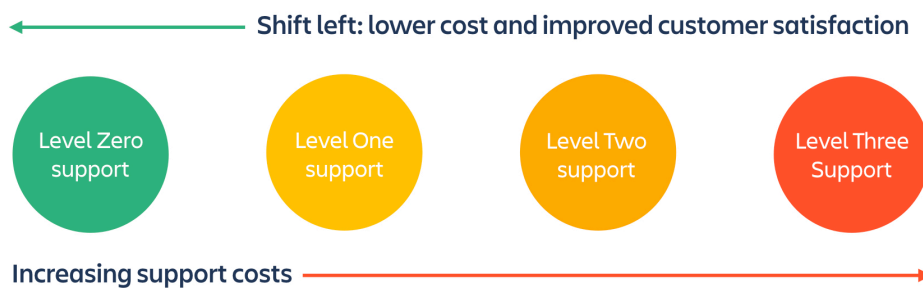 Shift left: lower cost and improved customer satisfaction
Level Zero
support
Level One
support
Level Two
support
Level Three
Support
Increasing support costs